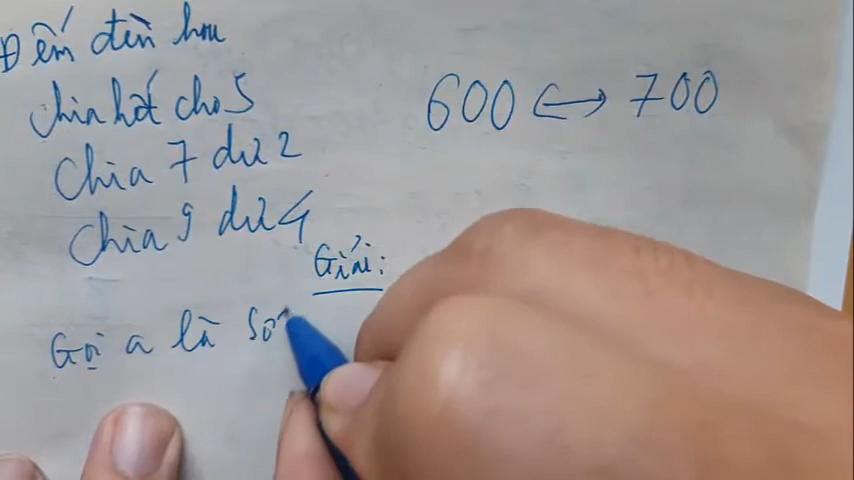 Đếm đèn hoa
chia hết cho 5
600 ⟷ 700
Chia 7 dư 2
Chia 9 dư 4
Giải:
Gọi a là số